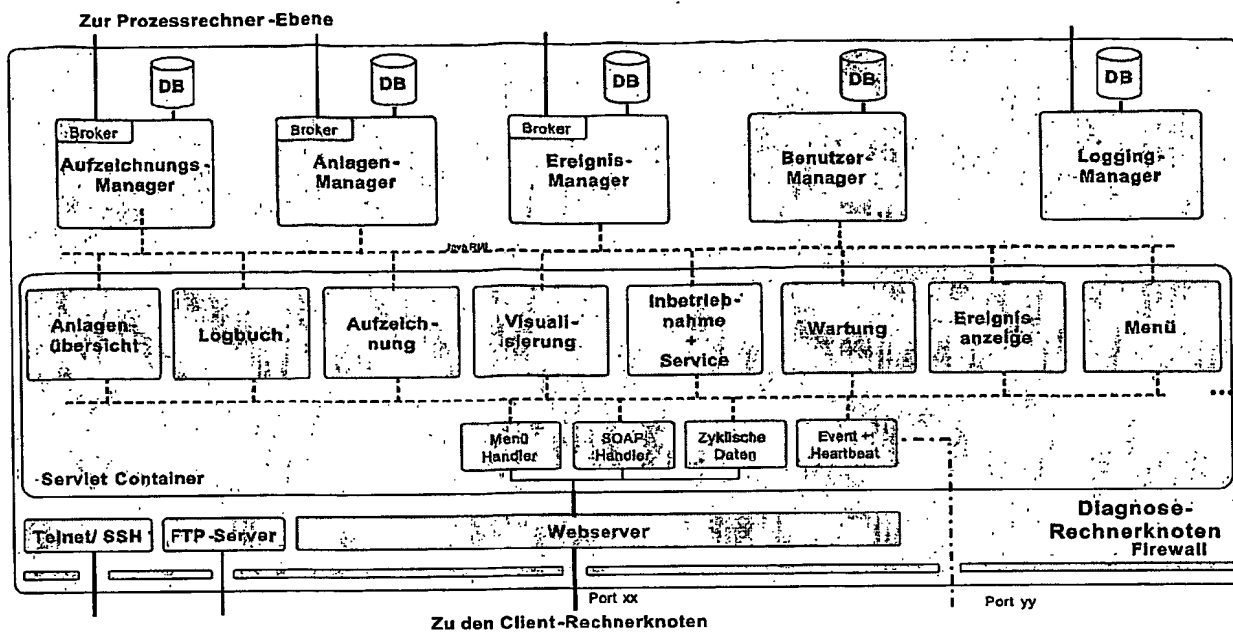 Zur Prozessrechner-Ebene
DB
DB
DB
DB
DB
Broker
Aufzeichnungs-
Manager
Broker
Anlagen-
Manager
Broker
Ereignis-
Manager
Benutzer-
Manager
Logging-
Manager
Java RMI
Anlagen-
übersicht
Logbuch
Aufzeich-
nung
Visuali-
sierung
Inbetrieb-
nahme
+
Service
Wartung
Ereignis
anzeige
Menü
Menü
Handler
SOAP
Handler
Zyklische
Daten
Event +
Heartbeat
Servlet Container
Telnet/ SSH
FTP-Server
Webserver
Diagnose-
Rechnerknoten
Firewall
Port xx
Port yy
Zu den Client-Rechnerknoten